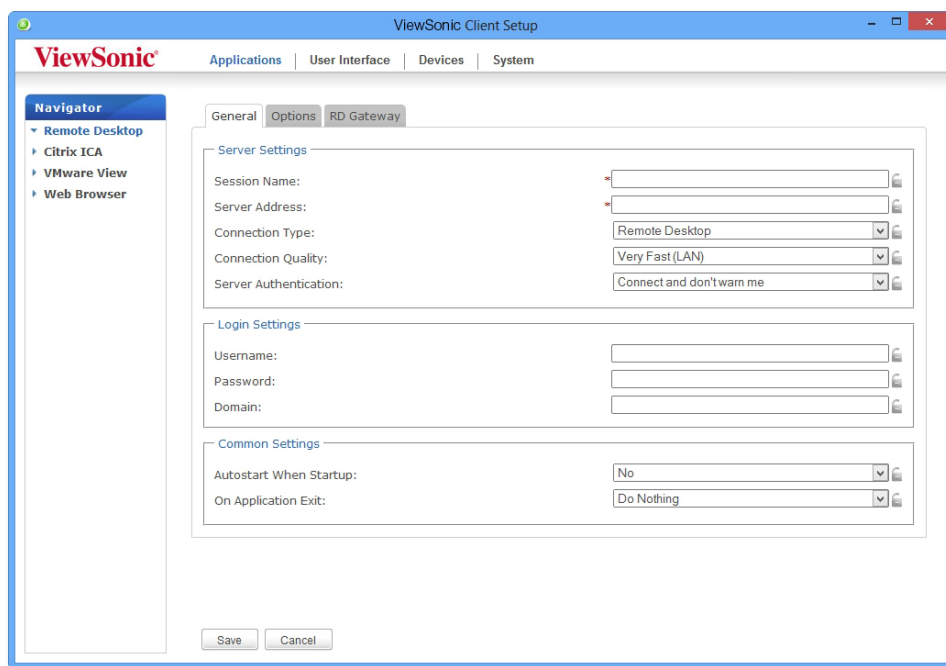 ViewSonic Client Setup
ViewSonic®
Applications | User Interface | Devices | System
Navigator
Remote Desktop
Citrix ICA
VMware View
Web Browser
General Options RD Gateway
Server Settings
Session Name: *
Server Address: *
Connection Type: Remote Desktop
Connection Quality: Very Fast (LAN)
Server Authentication: Connect and don't warn me
Login Settings
Username:
Password:
Domain:
Common Settings
Autostart When Startup: No
On Application Exit: Do Nothing
Save Cancel